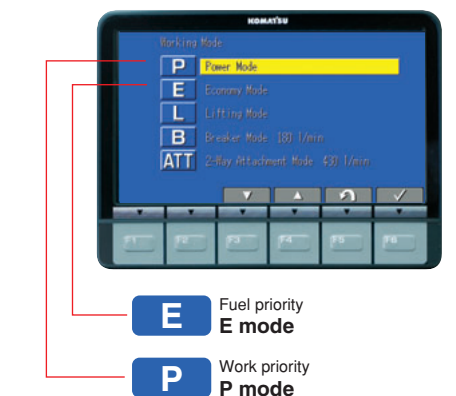 KOMATSU
Working Mode
P Power Mode
E Economy Mode
L Lifting Mode
B Breaker Mode 180 l/min
ATT 2-Way Attachment Mode 430 l/min
F1 F2 F3 F4 F5 F6
E Fuel priority
E mode
P Work priority
P mode